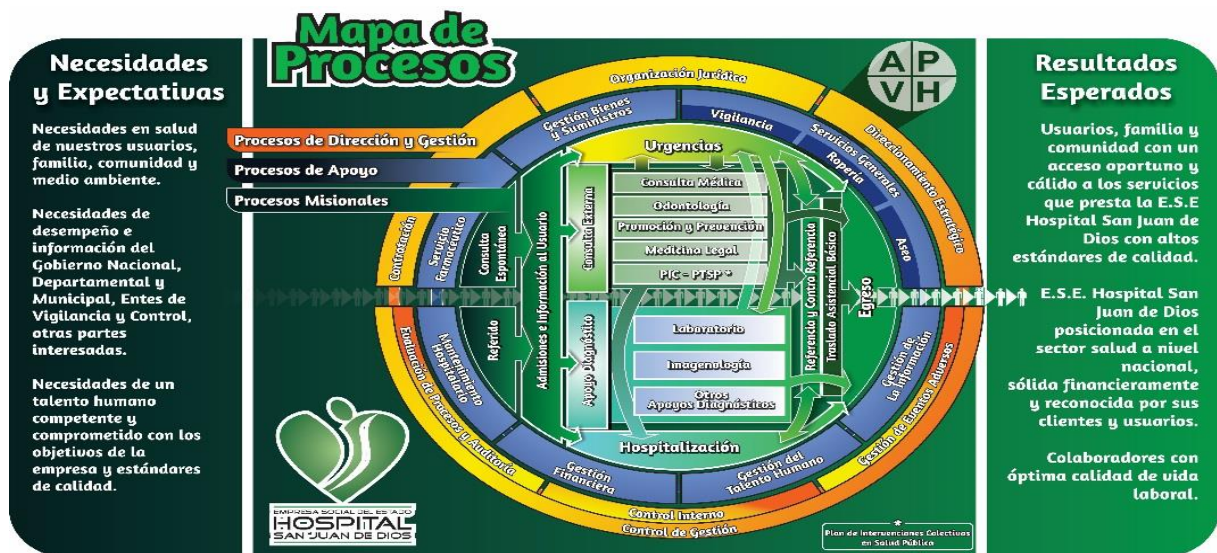 Necesidades
y Expectativas
Necesidades en salud
de nuestros usuarios,
familia, comunidad y
medio ambiente.
Necesidades de
desempeño e
información del
Gobierno Nacional,
Departamental y
Municipal, Entes de
Vigilancia y Control,
otras partes
interesadas.
Necesidades de un
talento humano
competente y
comprometido con los
objetivos de la
empresa y estándares
de calidad.
Mapa de
Procesos
Procesos de Dirección y Gestión
Procesos de Apoyo
Procesos Misionales
A P
V H
Organización Jurídico
Direccionamiento Estratégico
Contratación
Evaluación de Procesos y Auditoría
Control Interno
Control de Gestión
Gestión de Eventos Adversos
Gestión Bienes
y Suministros
Vigilancia
Servicios Generales
Ropería
Aseo
Servicio
Farmacéutico
Mantenimiento
Hospitalario
Gestión
Financiera
Gestión del
Talento Humano
Gestión de
La Información
Urgencias
Consulta
Espontáneo
Referido
Admisiones e Información al Usuario
Consulta Externa
Consulta Médica
Odontología
Promoción y Prevención
Medicina Legal
PIC - PTSP *
Apoyo Diagnóstico
Laboratorio
Imagenología
Otros
Apoyos Diagnósticos
Hospitalización
Referencia y Contra Referencia
Traslado Asistencial Básico
Egreso
EMPRESA SOCIAL DEL ESTADO
HOSPITAL
SAN JUAN DE DIOS
*
Plan de Intervenciones Colectivas
en Salud Pública
Resultados
Esperados
Usuarios, familia y
comunidad con un
acceso oportuno y
cálido a los servicios
que presta la E.S.E
Hospital San Juan de
Dios con altos
estándares de calidad.
E.S.E. Hospital San
Juan de Dios
posicionada en el
sector salud a nivel
nacional,
sólida financieramente
y reconocida por sus
clientes y usuarios.
Colaboradores con
óptima calidad de vida
laboral.